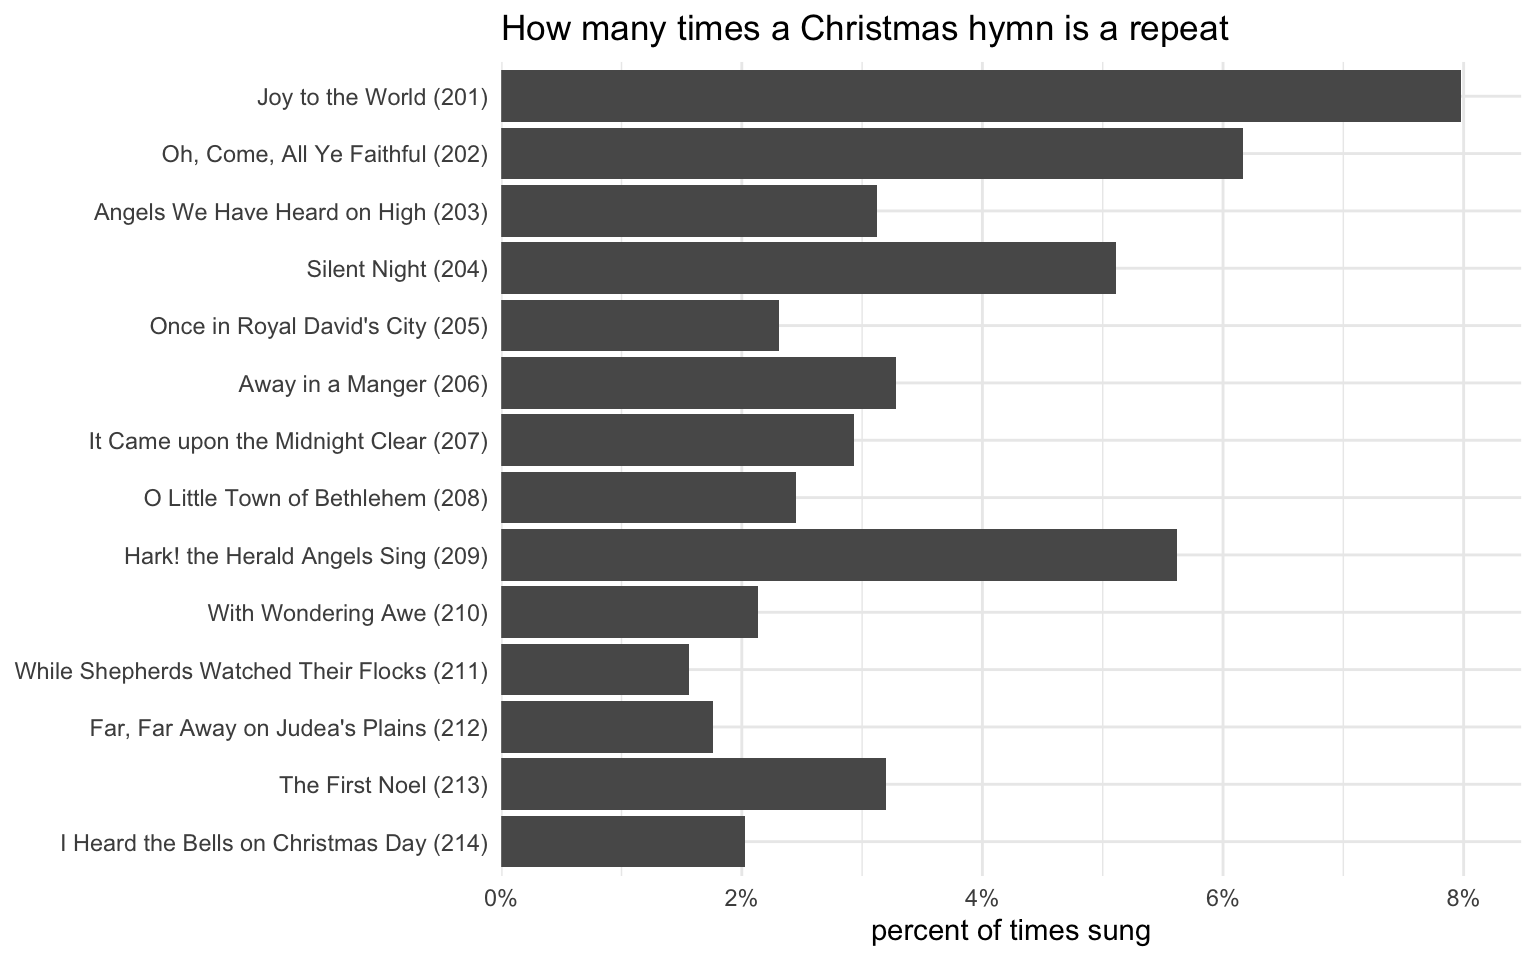 How many times a Christmas hymn is a repeat
Joy to the World (201)
Oh, Come, All Ye Faithful (202)
Angels We Have Heard on High (203)
Silent Night (204)
Once in Royal David's City (205)
Away in a Manger (206)
It Came upon the Midnight Clear (207)
O Little Town of Bethlehem (208)
Hark! the Herald Angels Sing (209)
With Wondering Awe (210)
While Shepherds Watched Their Flocks (211)
Far, Far Away on Judea's Plains (212)
The First Noel (213)
I Heard the Bells on Christmas Day (214)
0% 2% 4% 6% 8%
percent of times sung